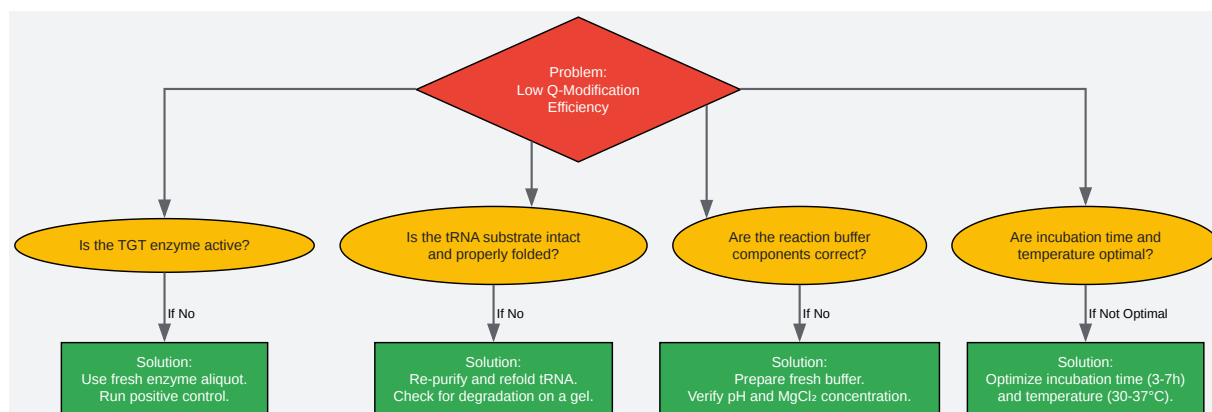 Problem:
Low Q-Modification
Efficiency
Is the TGT enzyme active?
Is the tRNA substrate intact
and properly folded?
Are the reaction buffer
components correct?
Are incubation time and
temperature optimal?
If No
If No
If No
If Not Optimal
Solution:
Use fresh enzyme aliquot.
Run positive control.
Solution:
Re-purify and refold tRNA.
Check for degradation on a gel.
Solution:
Prepare fresh buffer.
Verify pH and MgCl₂ concentration.
Solution:
Optimize incubation time (3-7h)
and temperature (30-37°C).